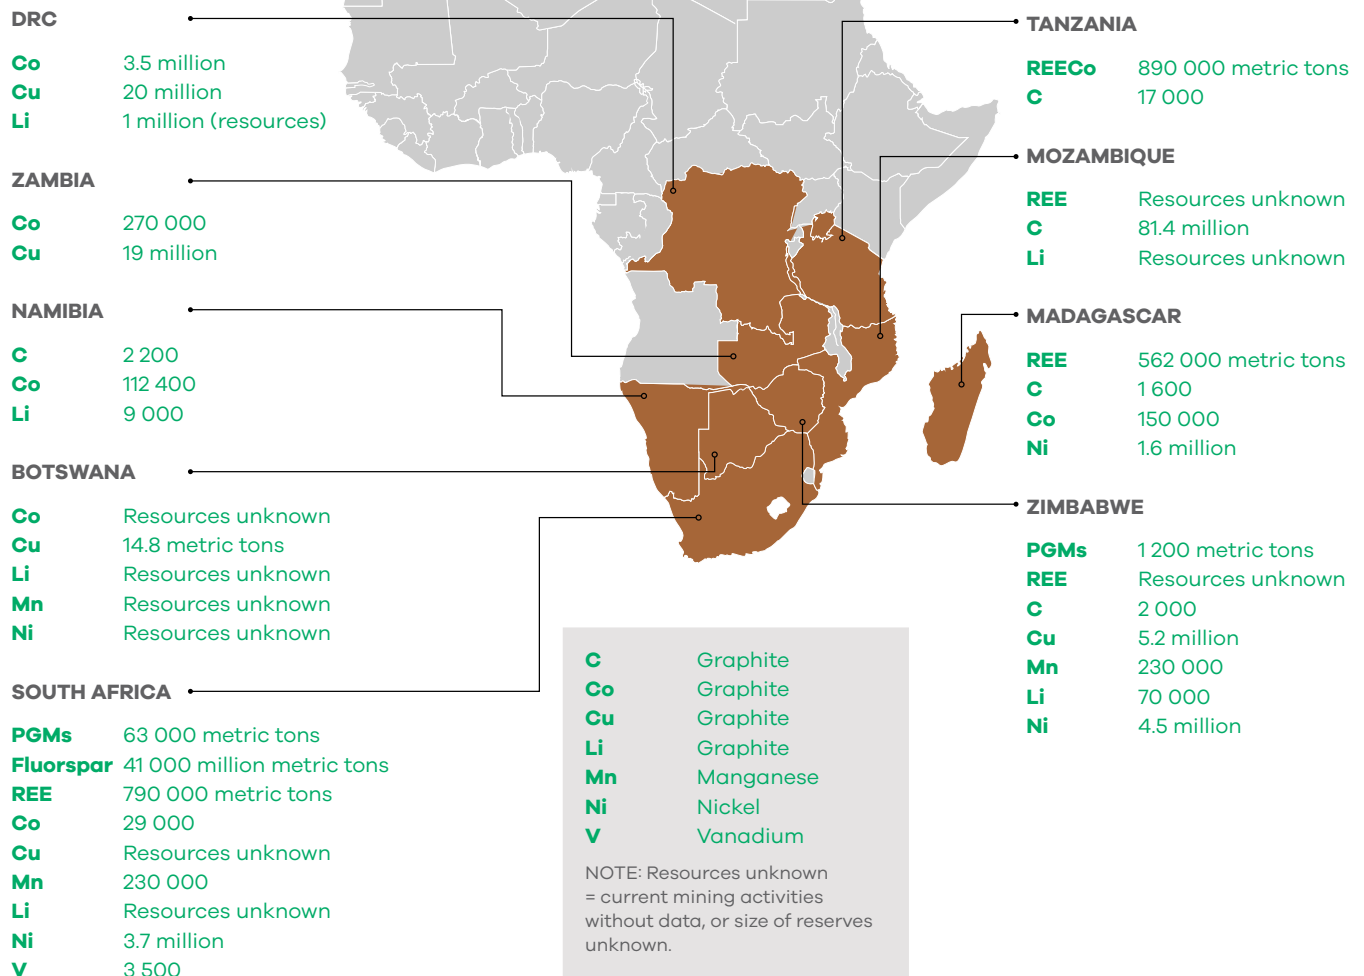 DRC
Co 3.5 million
Cu 20 million
Li 1 million (resources)
ZAMBIA
Co 270 000
Cu 19 million
NAMIBIA
C 2 200
Co 112 400
Li 9 000
BOTSWANA
Co Resources unknown
Cu 14.8 metric tons
Li Resources unknown
Mn Resources unknown
Ni Resources unknown
SOUTH AFRICA
PGMs 63 000 metric tons
Fluorspar 41 000 million metric tons
REE 790 000 metric tons
Co 29 000
Cu Resources unknown
Mn 230 000
Li Resources unknown
Ni 3.7 million
V 3 500
C Graphite
Co Graphite
Cu Graphite
Li Graphite
Mn Manganese
Ni Nickel
V Vanadium
NOTE: Resources unknown
= current mining activities
without data, or size of reserves
unknown.
TANZANIA
REECo 890 000 metric tons
C 17 000
MOZAMBIQUE
REE Resources unknown
C 81.4 million
Li Resources unknown
MADAGASCAR
REE 562 000 metric tons
C 1 600
Co 150 000
Ni 1.6 million
ZIMBABWE
PGMs 1 200 metric tons
REE Resources unknown
C 2 000
Cu 5.2 million
Mn 230 000
Li 70 000
Ni 4.5 million